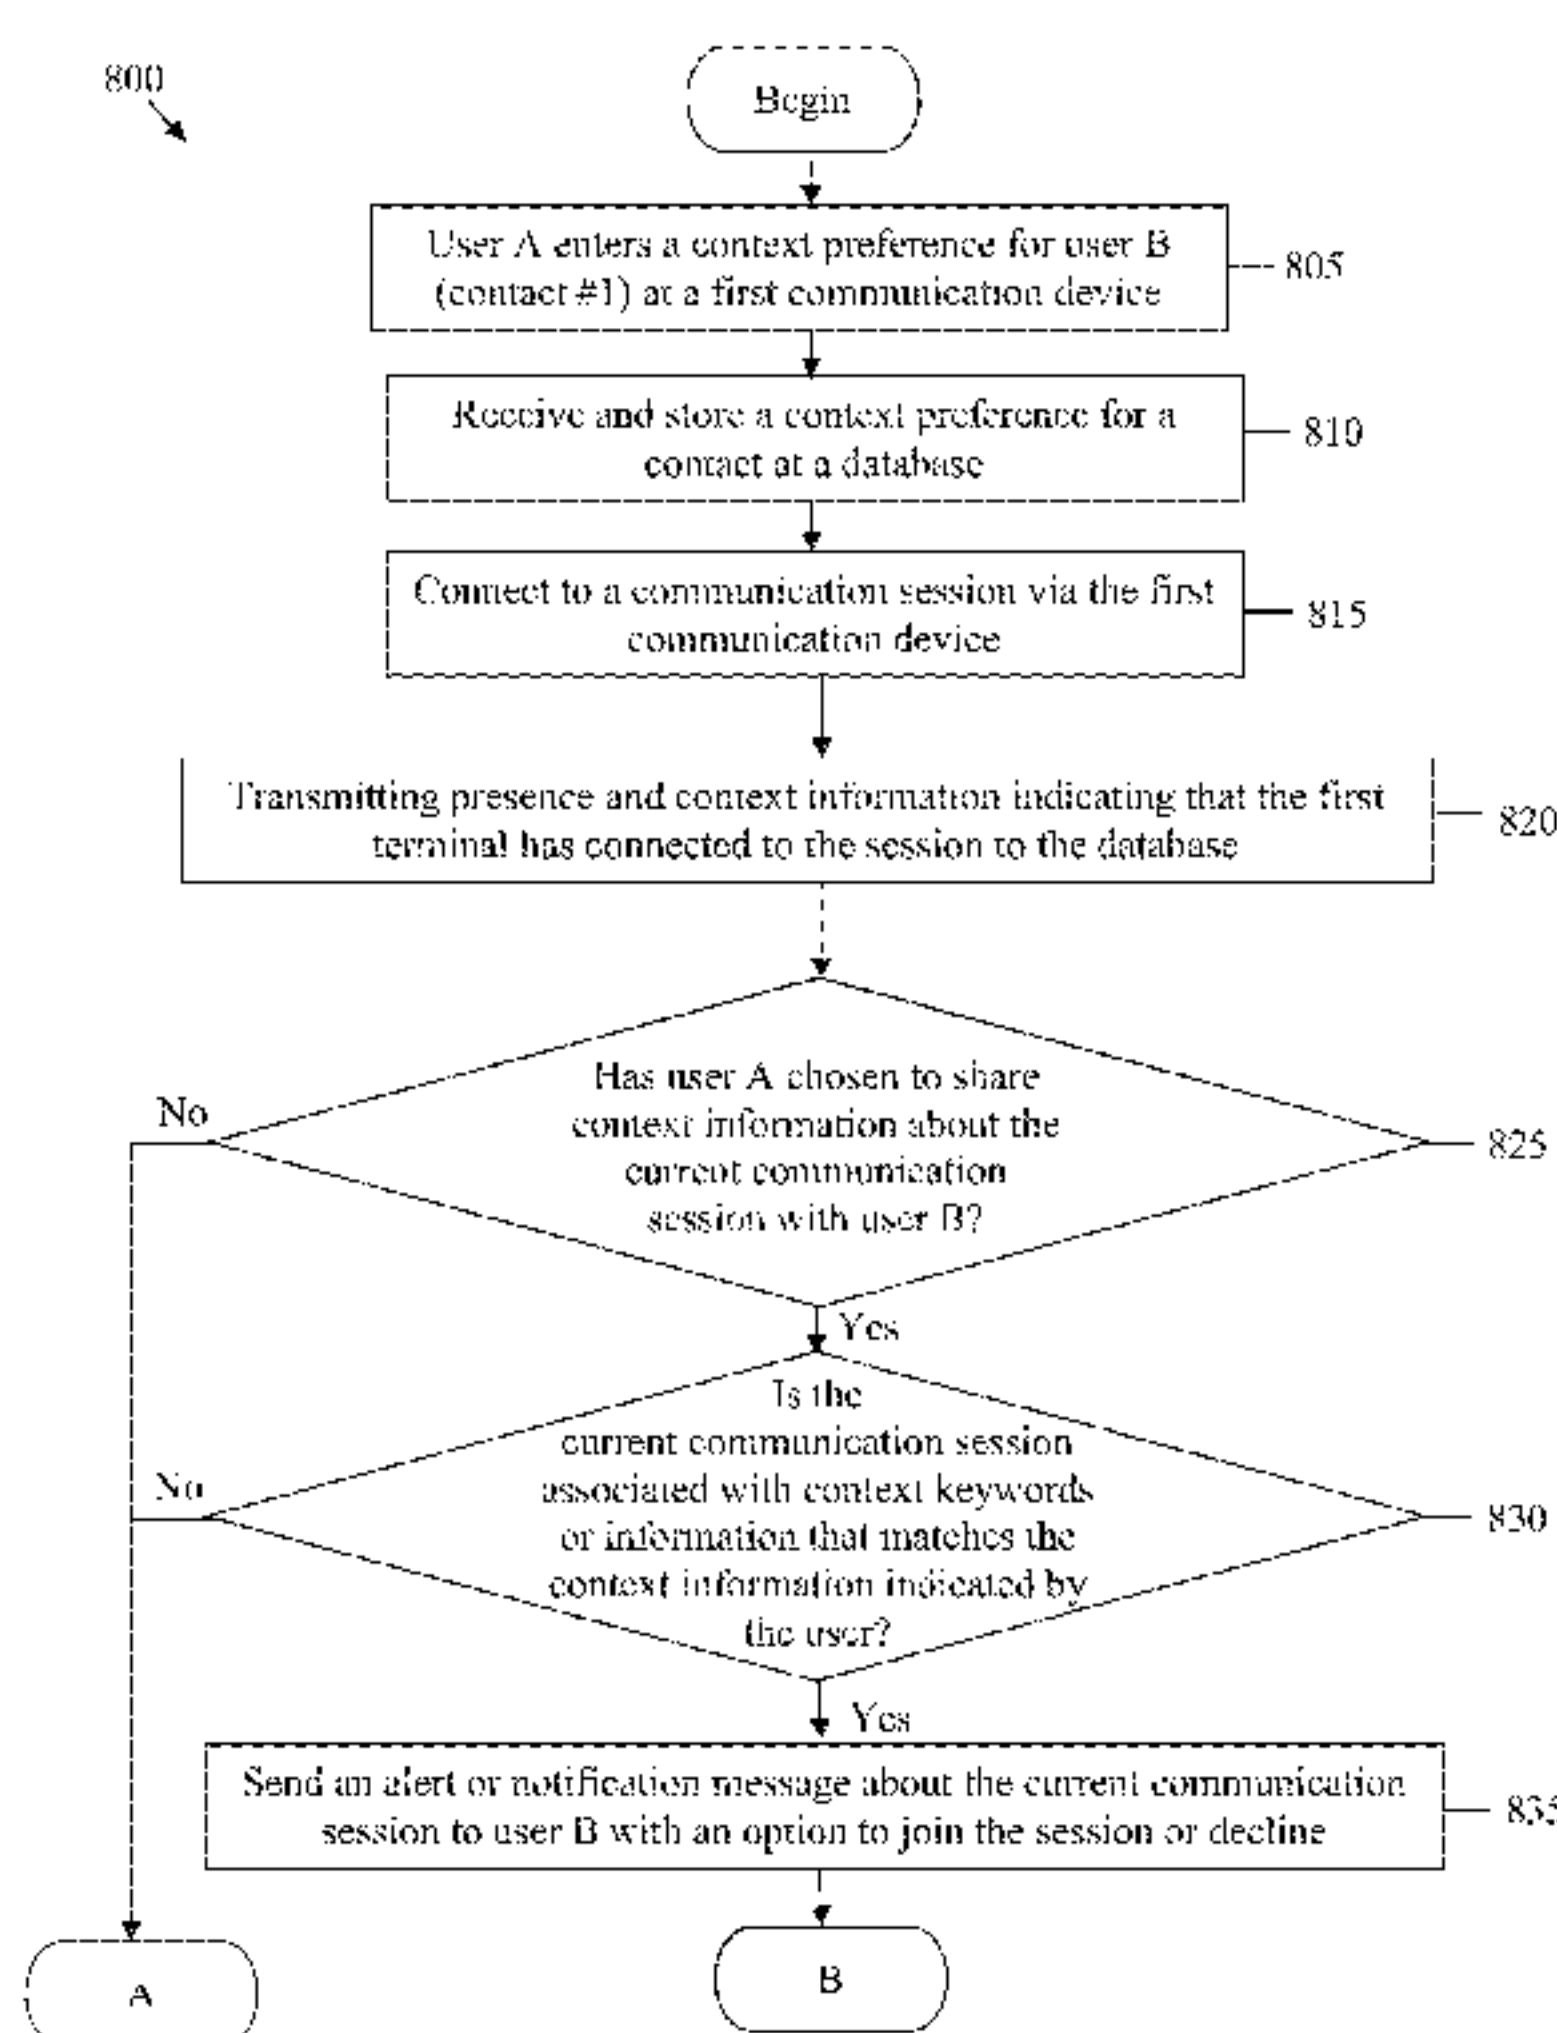 800
Begin
User A enters a context preference for user B
(contact #1) at a first communication device
805
Receive and store a context preference for a
contact at a database
810
Connect to a communication session via the first
communication device
815
Transmitting presence and context information indicating that the first
terminal has connected to the session to the database
820
Has user A chosen to share
context information about the
current communication
session with user B?
No
825
Yes
Is the
current communication session
associated with context keywords
or information that matches the
context information indicated by
the user?
No
830
Yes
Send an alert or notification message about the current communication
session to user B with an option to join the session or decline
835
A
B